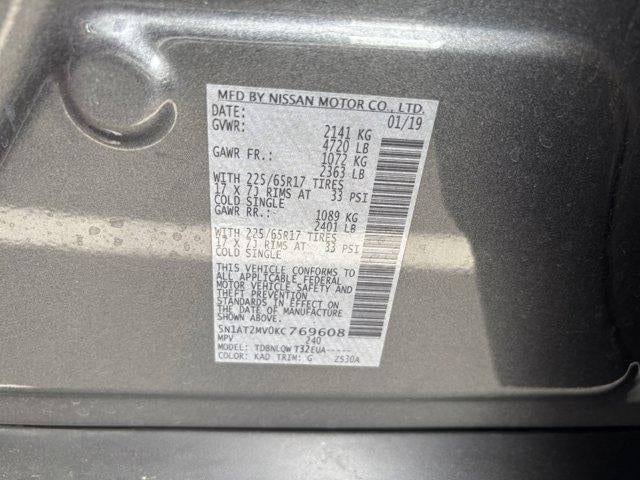 MFD BY NISSAN MOTOR CO., LTD.
DATE: 01/19
GVWR: 2141 KG
4720 LB
GAWR FR.: 1072 KG
2363 LB
WITH 225/65R17 TIRES
17 X 7J RIMS AT 33 PSI
COLD SINGLE
GAWR RR.: 1089 KG
2401 LB
WITH 225/65R17 TIRES
17 X 7J RIMS AT 33 PSI
COLD SINGLE
THIS VEHICLE CONFORMS TO
ALL APPLICABLE FEDERAL
MOTOR VEHICLE SAFETY AND
THEFT PREVENTION
STANDARDS IN EFFECT ON
THE DATE OF MANUFACTURE
SHOWN ABOVE.
5N1AT2MV0KC769608
MPV 240
MODEL: TDBNLQW T32EUA-----
COLOR: KAD TRIM: G Z530A